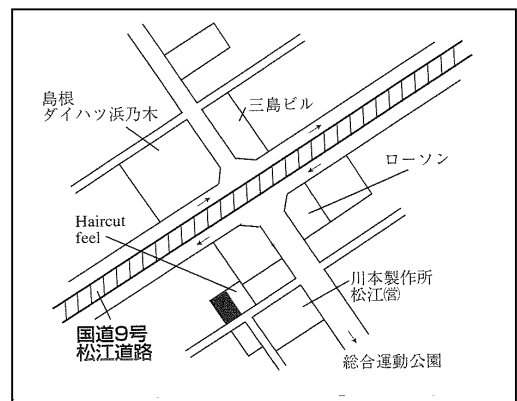 島根
ダイハツ浜乃木
三島ビル
ローソン
Haircut
feel
川本製作所
松江㈺
国道9号
松江道路
総合運動公園